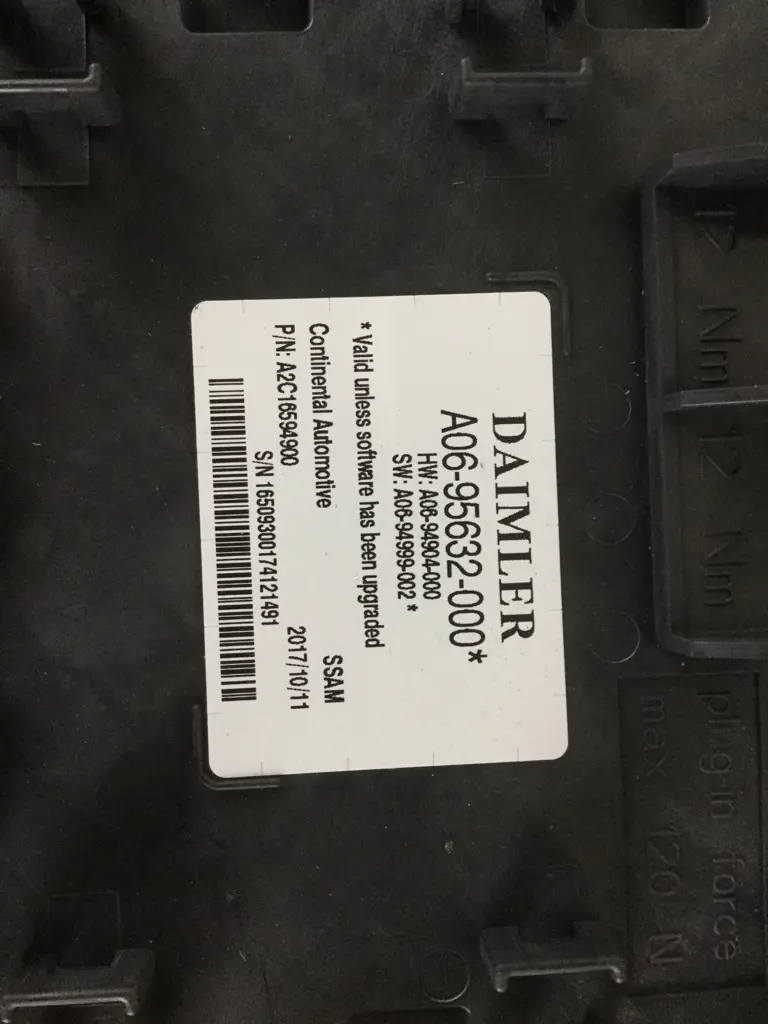 DAIMLER
A06-95632-000*
HW: A06-94904-000
SW: A06-94999-002 *
* Valid unless software has been upgraded
Continental Automotive SSAM
P/N: A2C16594900 2017/10/11
S/N 16509300174121491
12 Nm 12 Nm
plug-in force
max 120 N